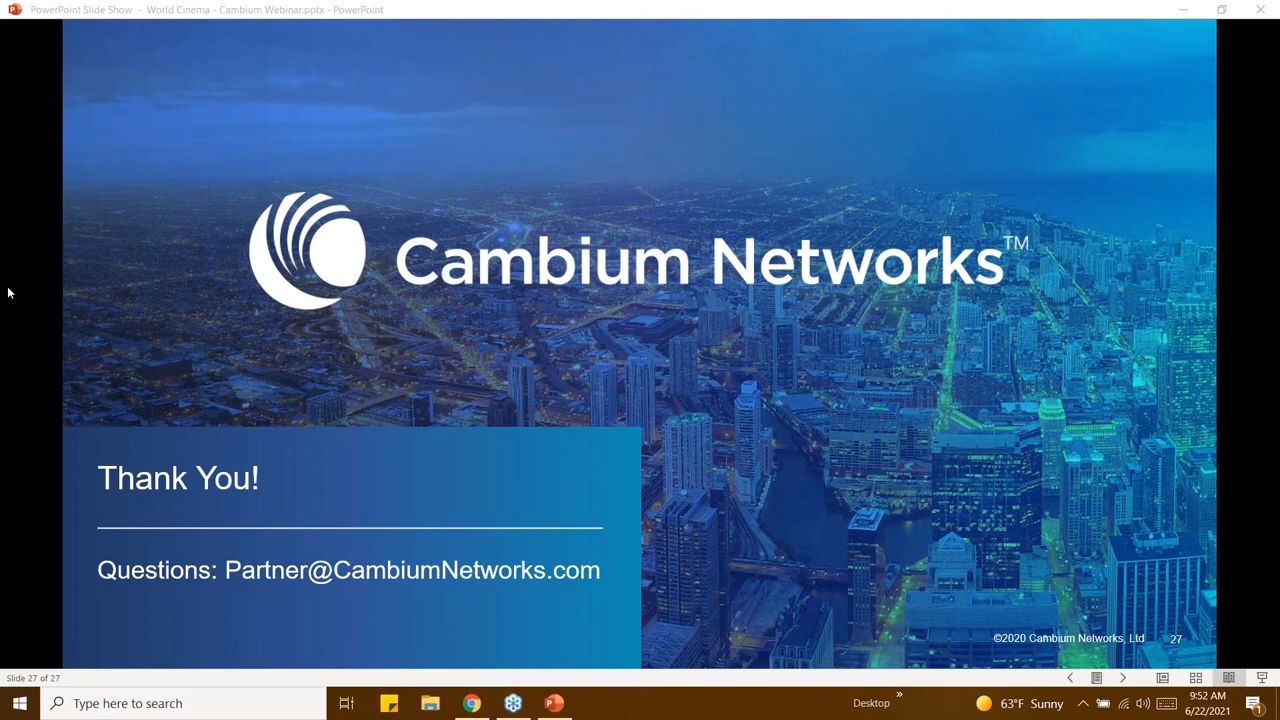 PowerPoint Slide Show - World Cinema - Cambium Webinar.pptx - PowerPoint
Cambium Networks™
Thank You!
Questions: Partner@CambiumNetworks.com
©2020 Cambium Networks, Ltd 27
Slide 27 of 27
Type here to search
Desktop
63°F Sunny
9:52 AM
6/22/2021
1